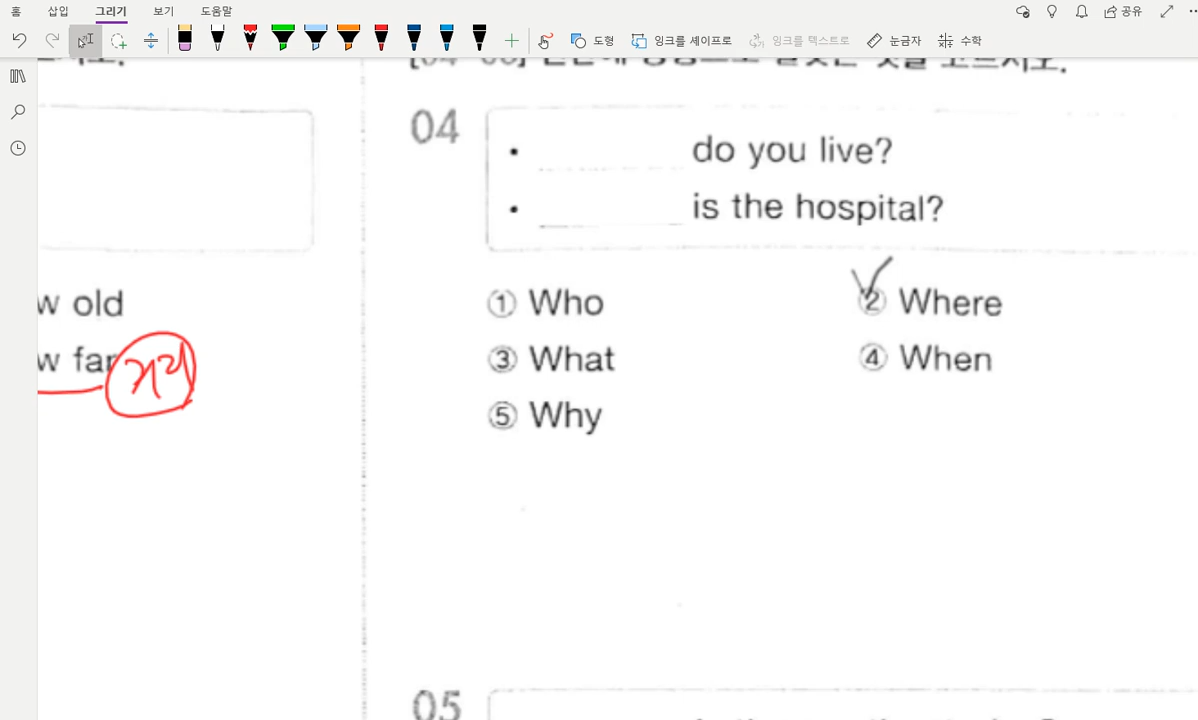 홈 삽입 그리기 보기 도움말
공유
도형 잉크를 셰이프로 잉크를 텍스트로 눈금자 수학
04
• ________ do you live?
• ________ is the hospital?
w old
w far 거리
① Who ② Where
③ What ④ When
⑤ Why
05